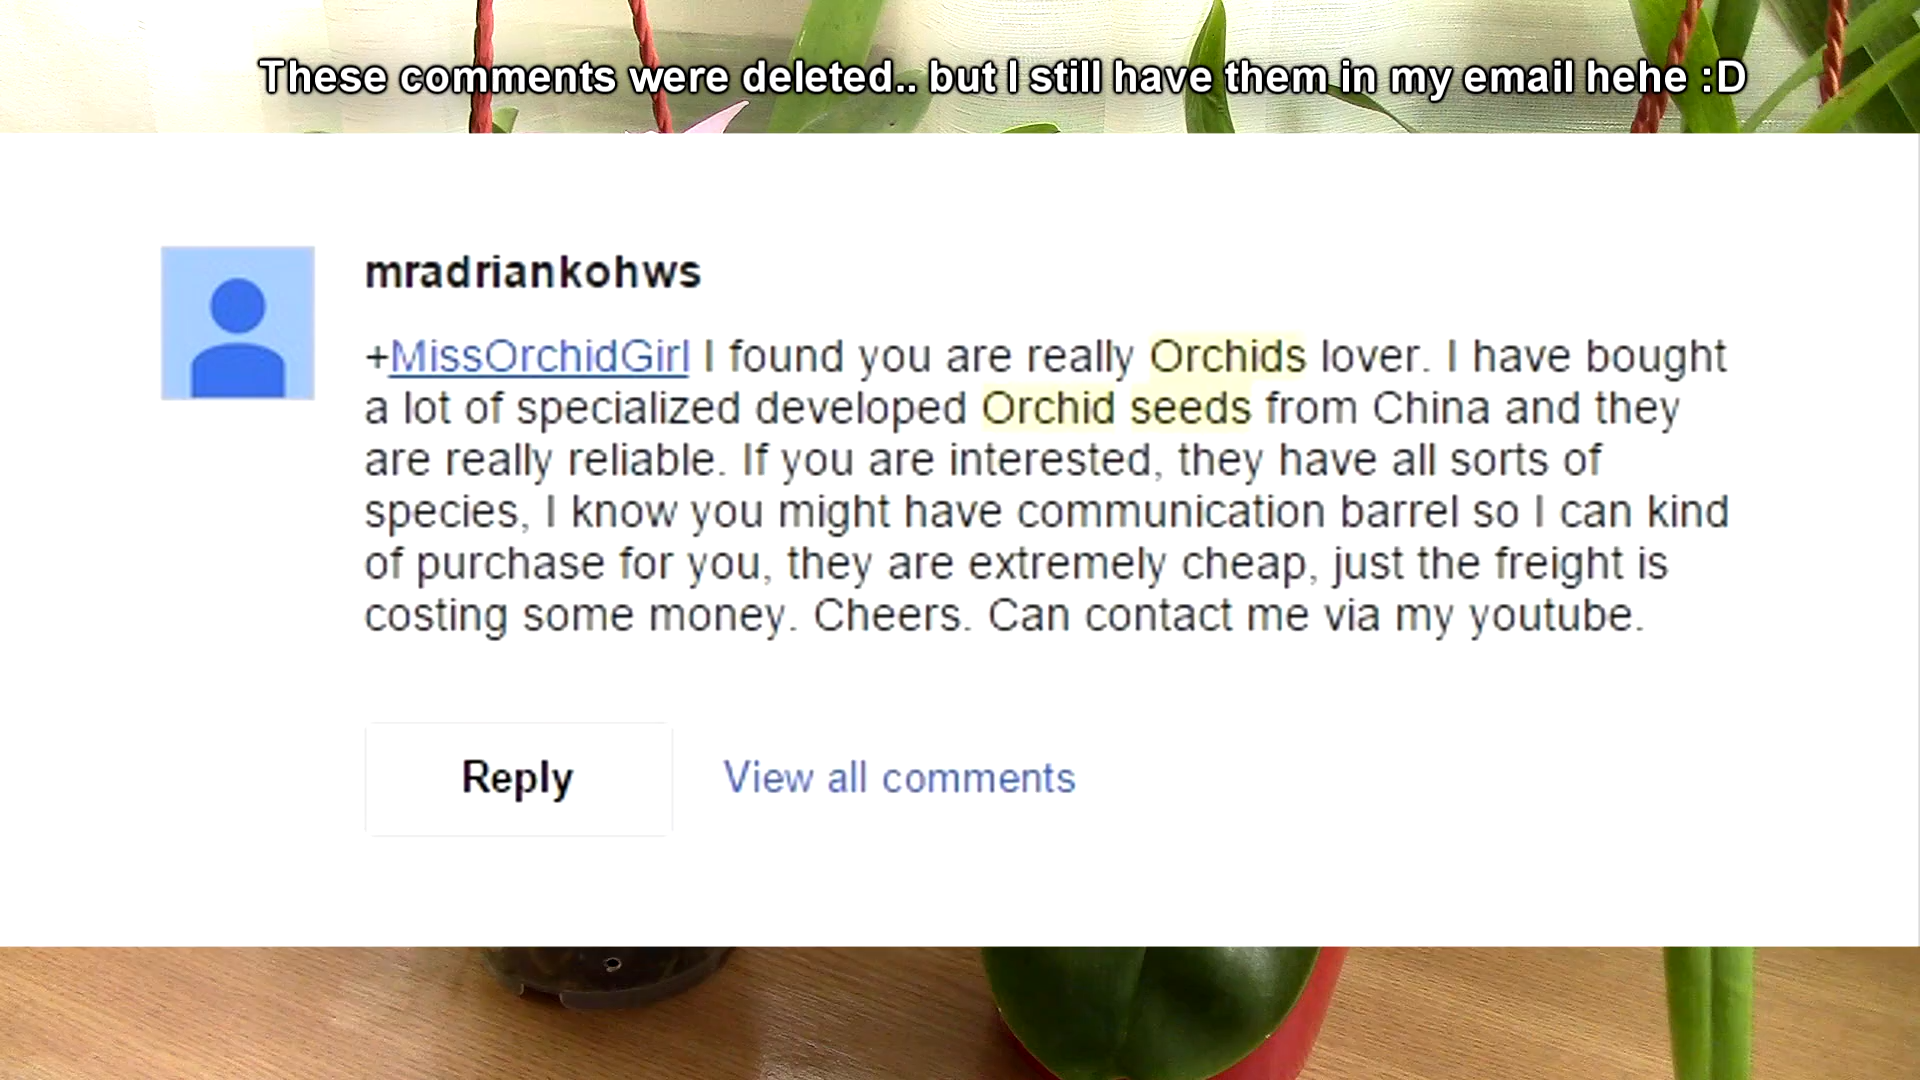 These comments were deleted.. but I still have them in my email hehe :D
mradriankohws
+MissOrchidGirl I found you are really Orchids lover. I have bought
a lot of specialized developed Orchid seeds from China and they
are really reliable. If you are interested, they have all sorts of
species, I know you might have communication barrel so I can kind
of purchase for you, they are extremely cheap, just the freight is
costing some money. Cheers. Can contact me via my youtube.
Reply View all comments